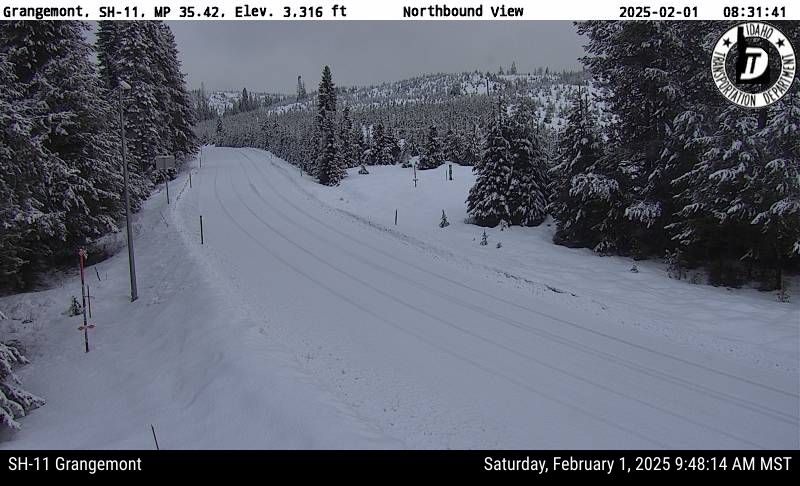 Grangemont, SH-11, MP 35.42, Elev. 3,316 ft Northbound View 2025-02-01 08:31:41
IDAHO
TRANSPORTATION DEPARTMENT
SH-11 Grangemont Saturday, February 1, 2025 9:48:14 AM MST